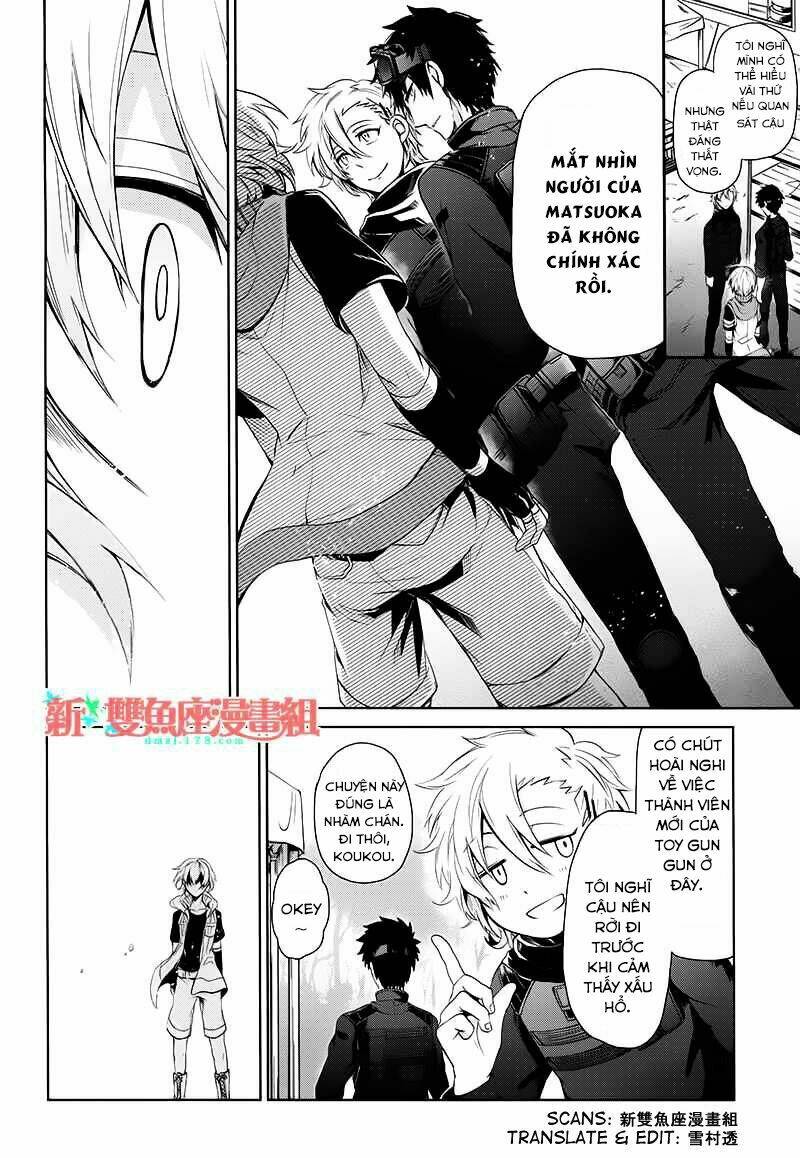 TÔI NGHĨ
MÌNH CÓ
THỂ HIỂU
VÀI THỨ
NẾU QUAN
SÁT CẬU
NHƯNG
THẬT
ĐÁNG
THẤT
VỌNG.
MẮT NHÌN
NGƯỜI CỦA
MATSUOKA
ĐÃ KHÔNG
CHÍNH XÁC
RỒI.
新 雙魚座漫畫組
dmzj.178.com
CÓ CHÚT
HOÀI NGHI
VỀ VIỆC
THÀNH VIÊN
MỚI CỦA
TOY GUN
GUN Ở
ĐÂY.
TÔI NGHĨ
CẬU NÊN
RỜI ĐI
TRƯỚC
KHI CẢM
THẤY XẤU
HỔ.
CHUYỆN NÀY
ĐÚNG LÀ
NHÀM CHÁN.
ĐI THÔI,
KOUKOU.
OKEY
~
SCANS: 新雙魚座漫畫組
TRANSLATE & EDIT: 雪村透